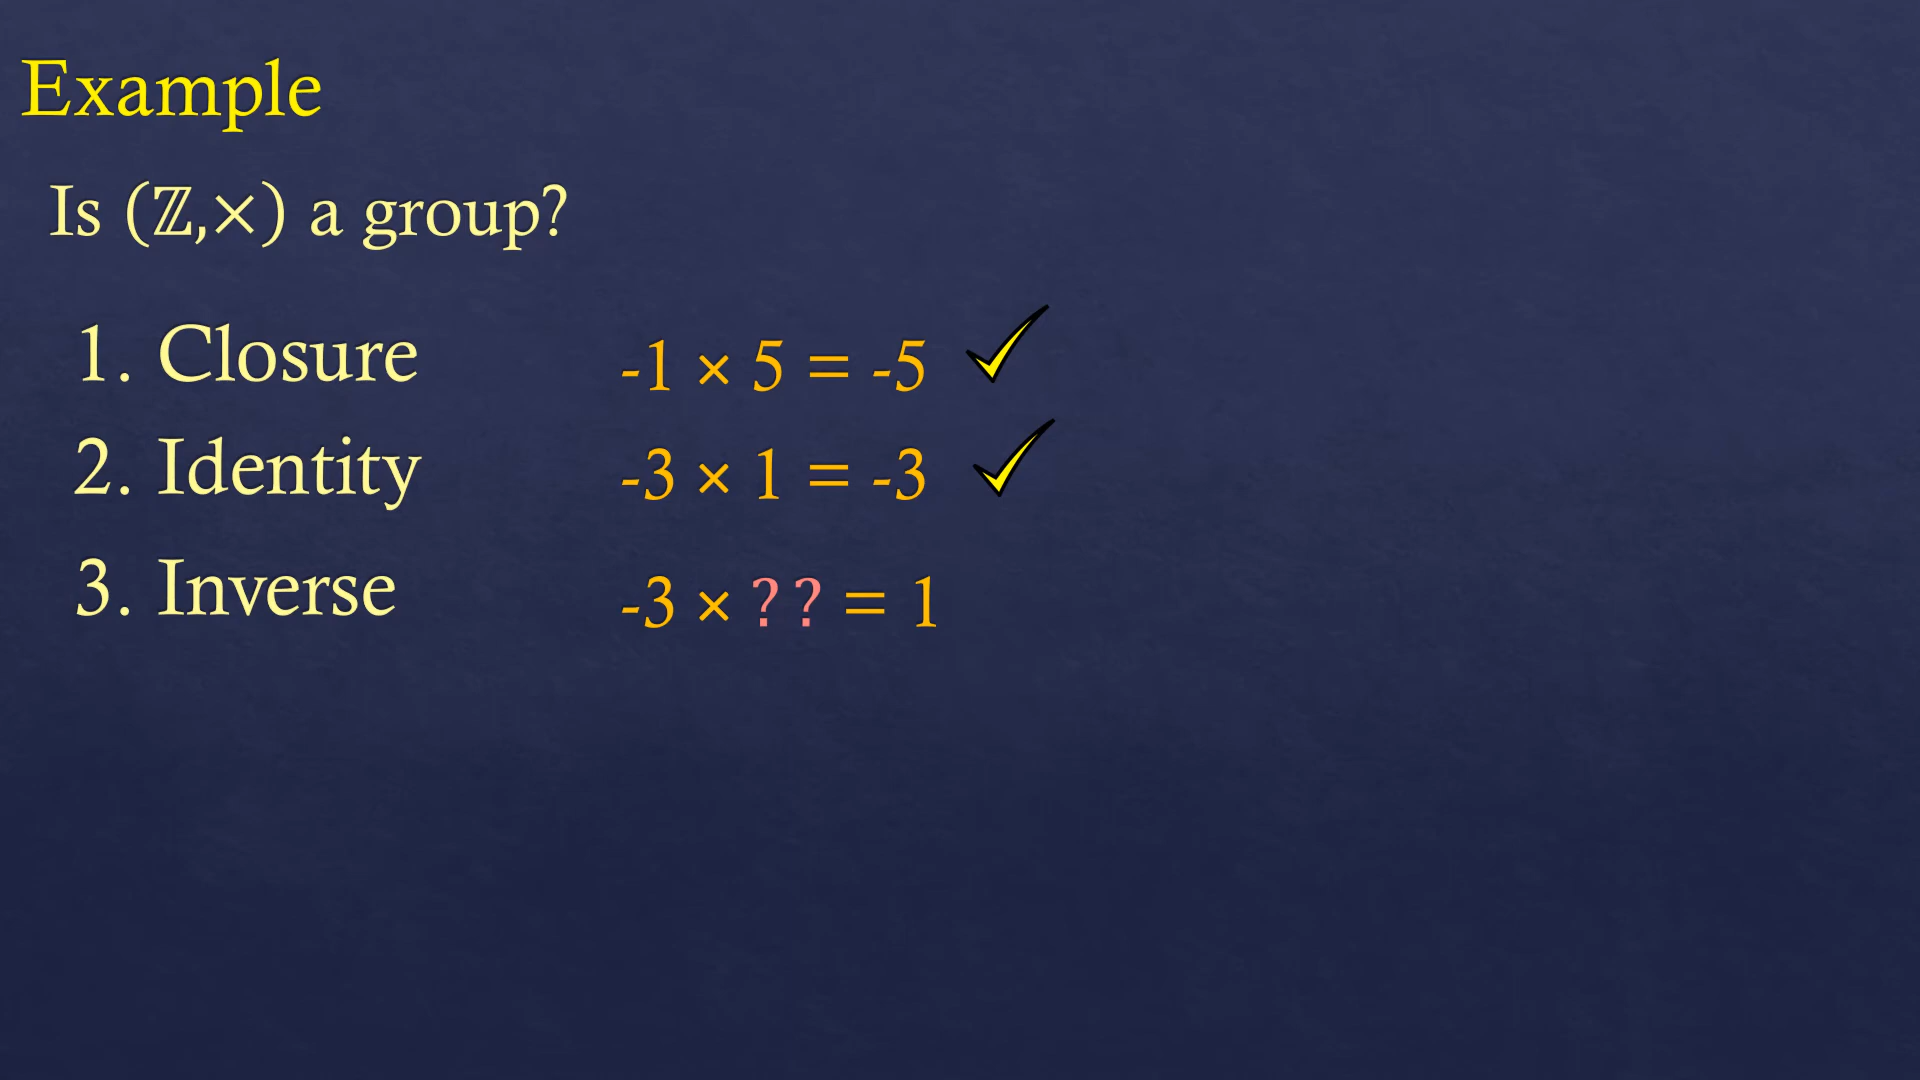 Example
Is (ℤ,×) a group?
1. Closure -1 × 5 = -5
2. Identity -3 × 1 = -3
3. Inverse -3 × ?? = 1